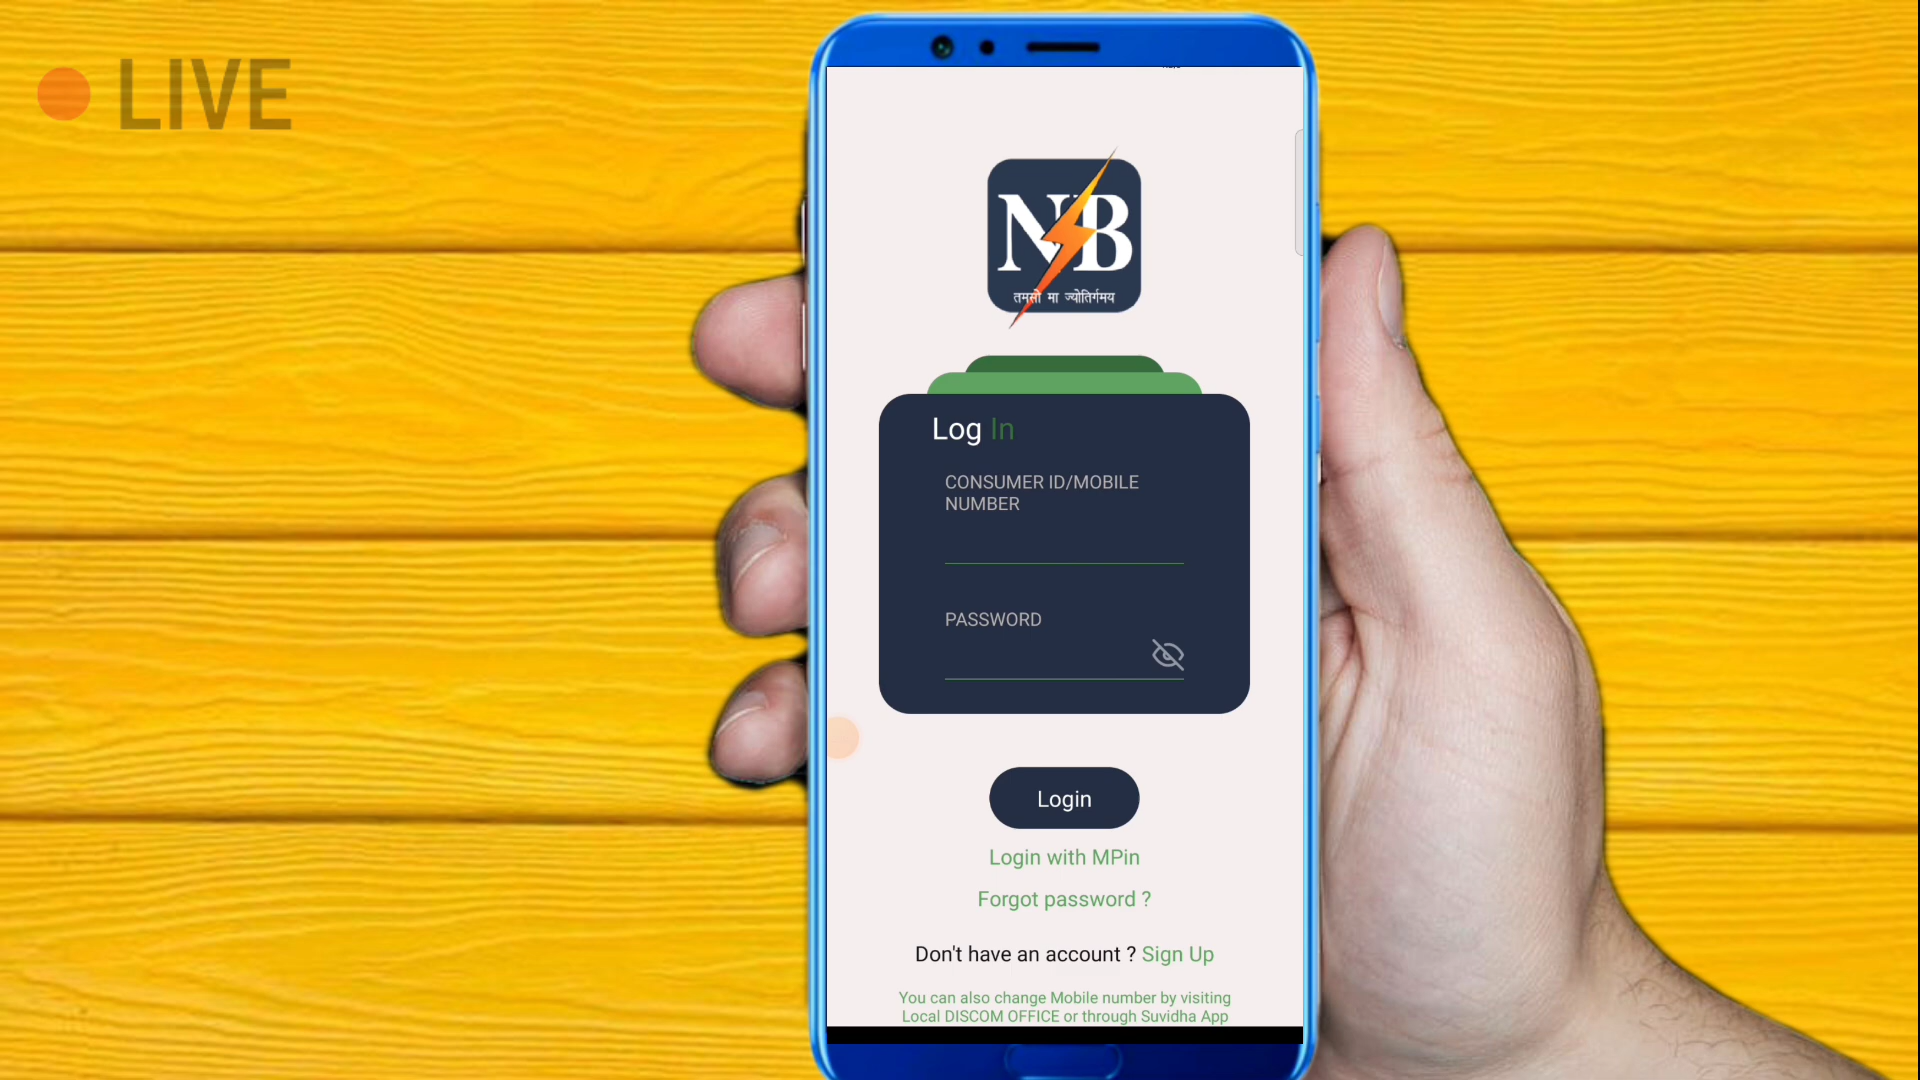 LIVE
NB
तमसो मा ज्योतिर्गमय
Log In
CONSUMER ID/MOBILE
NUMBER
PASSWORD
Login
Login with MPin
Forgot password ?
Don't have an account ? Sign Up
You can also change Mobile number by visiting
Local DISCOM OFFICE or through Suvidha App